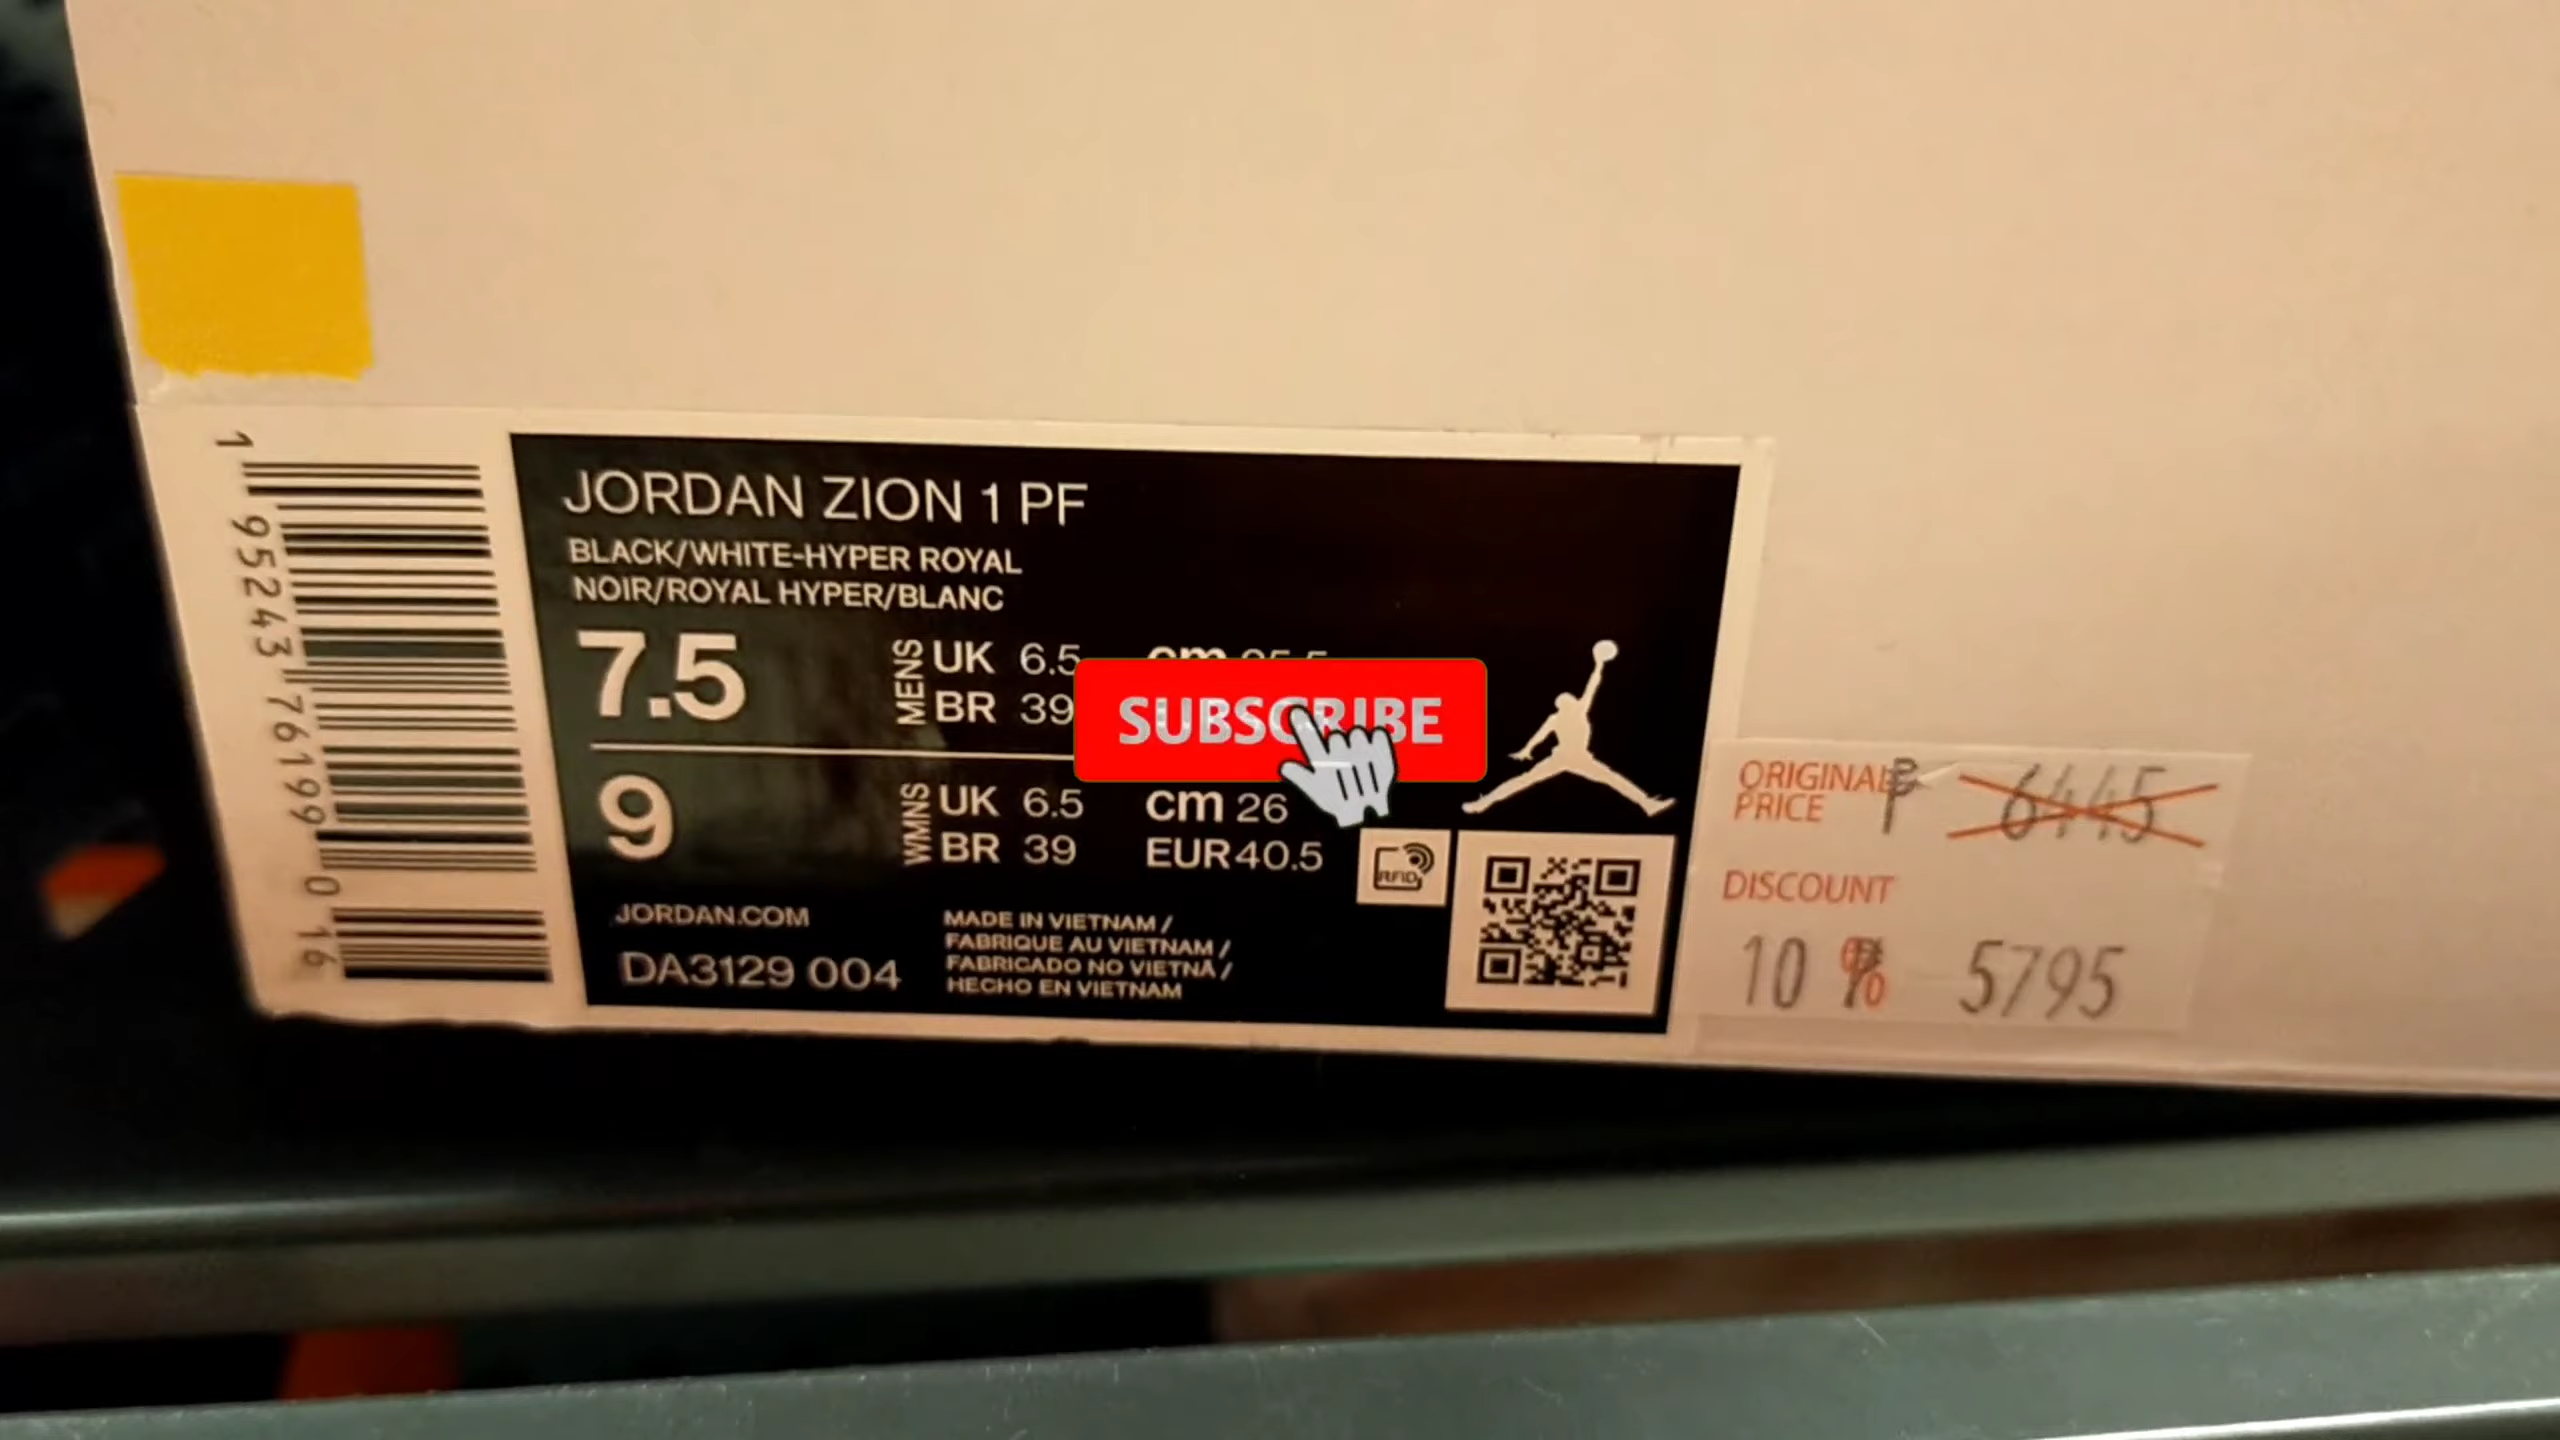 JORDAN ZION 1 PF
BLACK/WHITE-HYPER ROYAL
NOIR/ROYAL HYPER/BLANC
7.5
MENS
UK 6.5
BR 39
cm 25.5
SUBSCRIBE
9
WMNS
UK 6.5
BR 39
cm 26
EUR 40.5
RFID
JORDAN.COM
DA3129 004
MADE IN VIETNAM /
FABRIQUE AU VIETNAM /
FABRICADO NO VIETNÃ /
HECHO EN VIETNAM
1 95243 76199 0 16
ORIGINAL
PRICE
₱ 6445
DISCOUNT
10 % 5795